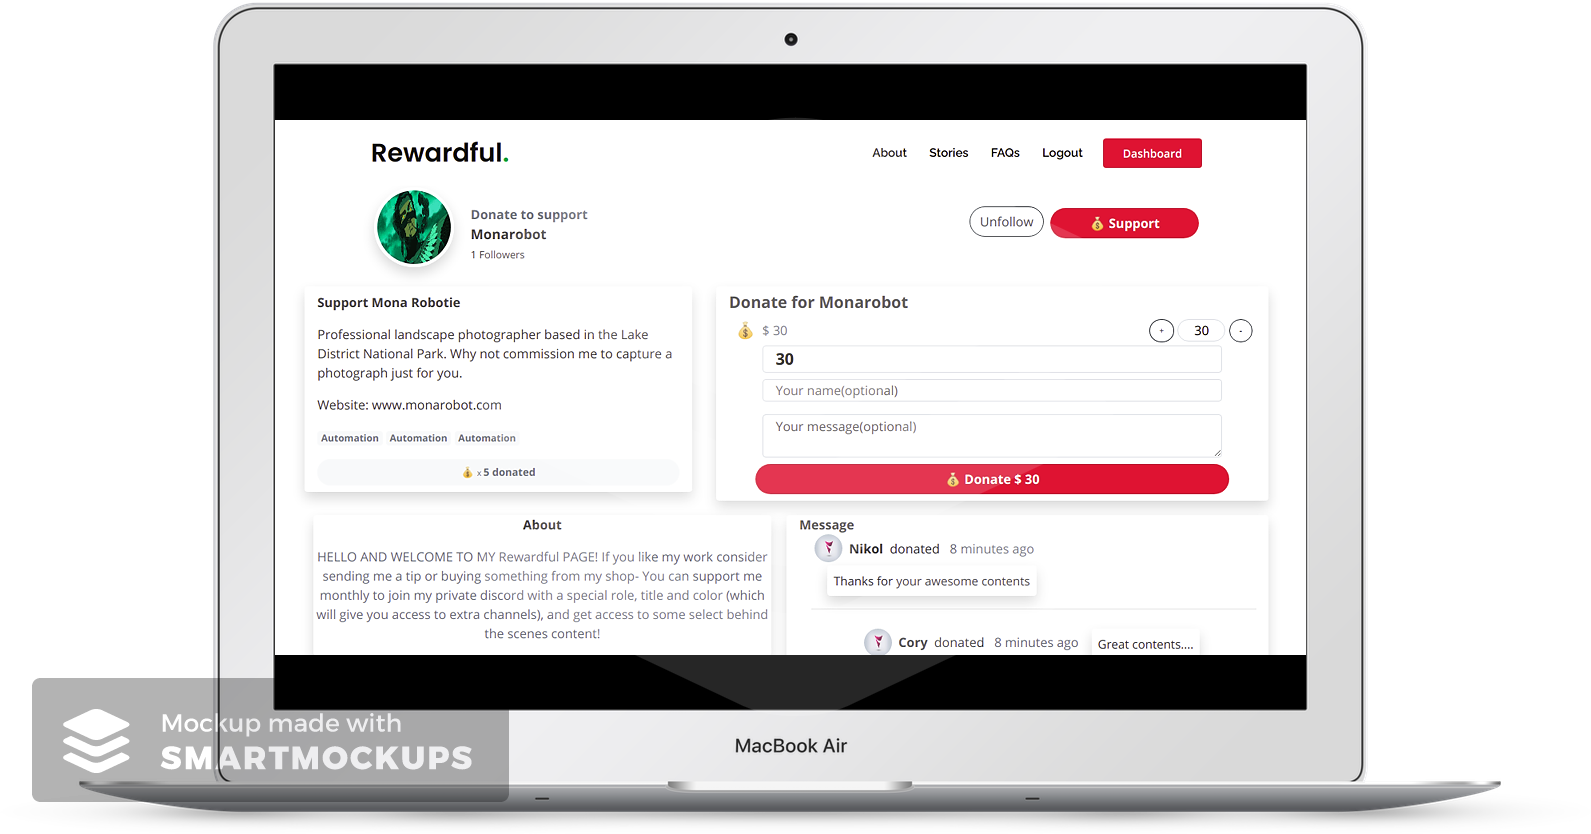 Rewardful.
About Stories FAQs Logout Dashboard
Donate to support
Monarobot
1 Followers
Unfollow
Support
Support Mona Robotie
Professional landscape photographer based in the Lake
District National Park. Why not commission me to capture a
photograph just for you.
Website: www.monarobot.com
Automation Automation Automation
x 5 donated
Donate for Monarobot
$ 30
+ 30 -
30
Your name(optional)
Your message(optional)
Donate $ 30
About
HELLO AND WELCOME TO MY Rewardful PAGE! If you like my work consider
sending me a tip or buying something from my shop- You can support me
monthly to join my private discord with a special role, title and color (which
will give you access to extra channels), and get access to some select behind
the scenes content!
Message
Nikol donated 8 minutes ago
Thanks for your awesome contents
Cory donated 8 minutes ago Great contents....
Mockup made with
SMARTMOCKUPS
MacBook Air